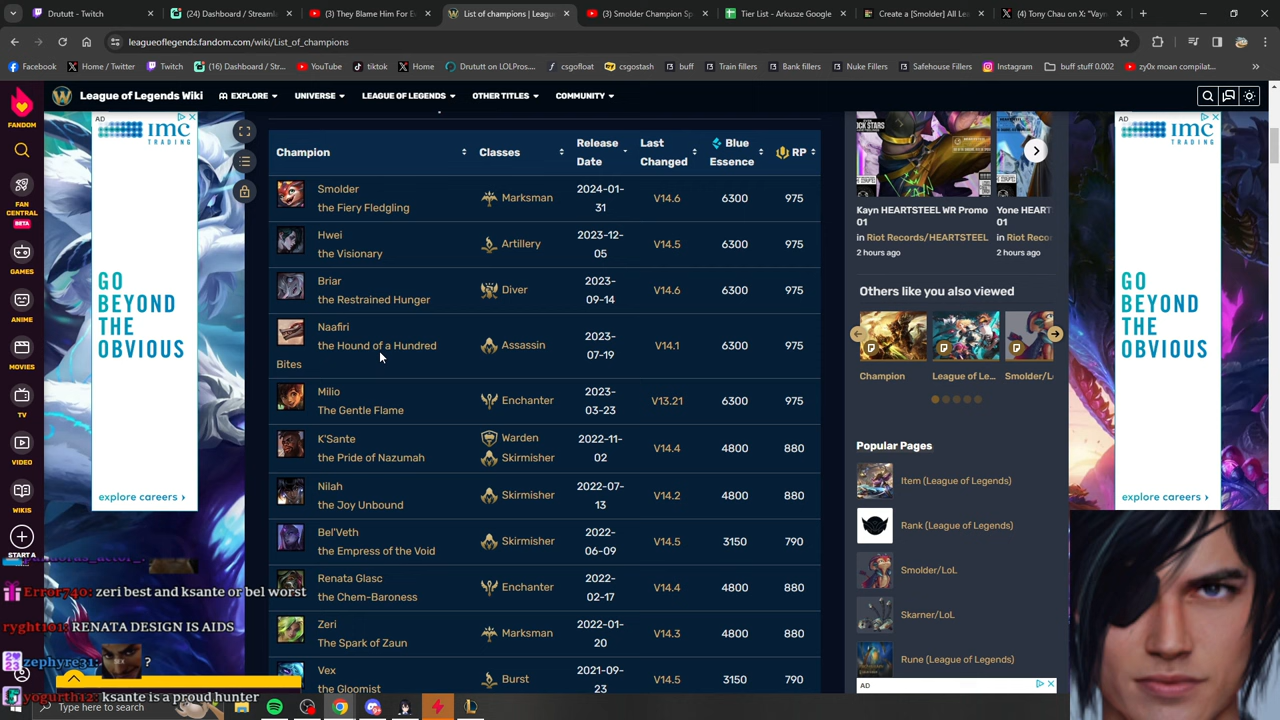 (24) Dashboard / Streaml
(3) They Blame Him For E
List of champions | Leagu
(3) Smolder Champion Sp
Tier List - Arkusze Google
Create a [Smolder] All Lea
(4) Tony Chau on X: "Vayn
leagueoflegends.fandom.com/wiki/List_of_champions
Facebook
Home / Twitter
Twitch
(16) Dashboard / Str...
YouTube
tiktok
Home
Drututt on LOLPros....
csgofloat
csgostash
buff
Train fillers
Bank fillers
Nuke Fillers
Safehouse Fillers
Instagram
buff stuff 0.002
zy0x moan compil...
League of Legends Wiki
EXPLORE
UNIVERSE
LEAGUE OF LEGENDS
OTHER TITLES
COMMUNITY
FANDOM
FAN
CENTRAL
BETA
GAMES
ANIME
MOVIES
TV
VIDEO
WIKIS
START A
AD
imc
TRADING
GO
BEYOND
THE
OBVIOUS
explore careers ›
Champion Classes Release Date Last Changed Blue Essence RP
Smolder
the Fiery Fledgling
Marksman
2024-01-
31
V14.6
6300
975
Hwei
the Visionary
Artillery
2023-12-
05
V14.5
6300
975
Briar
the Restrained Hunger
Diver
2023-
09-14
V14.6
6300
975
Naafiri
the Hound of a Hundred
Bites
Assassin
2023-
07-19
V14.1
6300
975
Milio
The Gentle Flame
Enchanter
2023-
03-23
V13.21
6300
975
K'Sante
the Pride of Nazumah
Warden
Skirmisher
2022-11-
02
V14.4
4800
880
Nilah
the Joy Unbound
Skirmisher
2022-07-
13
V14.2
4800
880
Bel'Veth
the Empress of the Void
Skirmisher
2022-
06-09
V14.5
3150
790
Renata Glasc
the Chem-Baroness
Enchanter
2022-
02-17
V14.4
4800
880
Zeri
The Spark of Zaun
Marksman
2022-01-
20
V14.3
4800
880
Vex
the Gloomist
Burst
2021-09-
23
V14.5
3150
790
Kayn HEARTSTEEL WR Promo
01
in Riot Records/HEARTSTEEL
2 hours ago
Yone HEART
01
in Riot Recor
2 hours ago
Others like you also viewed
Champion
League of Le...
Smolder/L
Popular Pages
Item (League of Legends)
Rank (League of Legends)
Smolder/LoL
Skarner/LoL
Rune (League of Legends)
AD
AD
imc
TRADING
GO
BEYOND
THE
OBVIOUS
explore careers ›
Error740: zeri best and ksante or bel worst
ryght101: RENATA DESIGN IS AIDS
zephyre31: SEX ?
yogurth12: ksante is a proud hunter
Type here to search